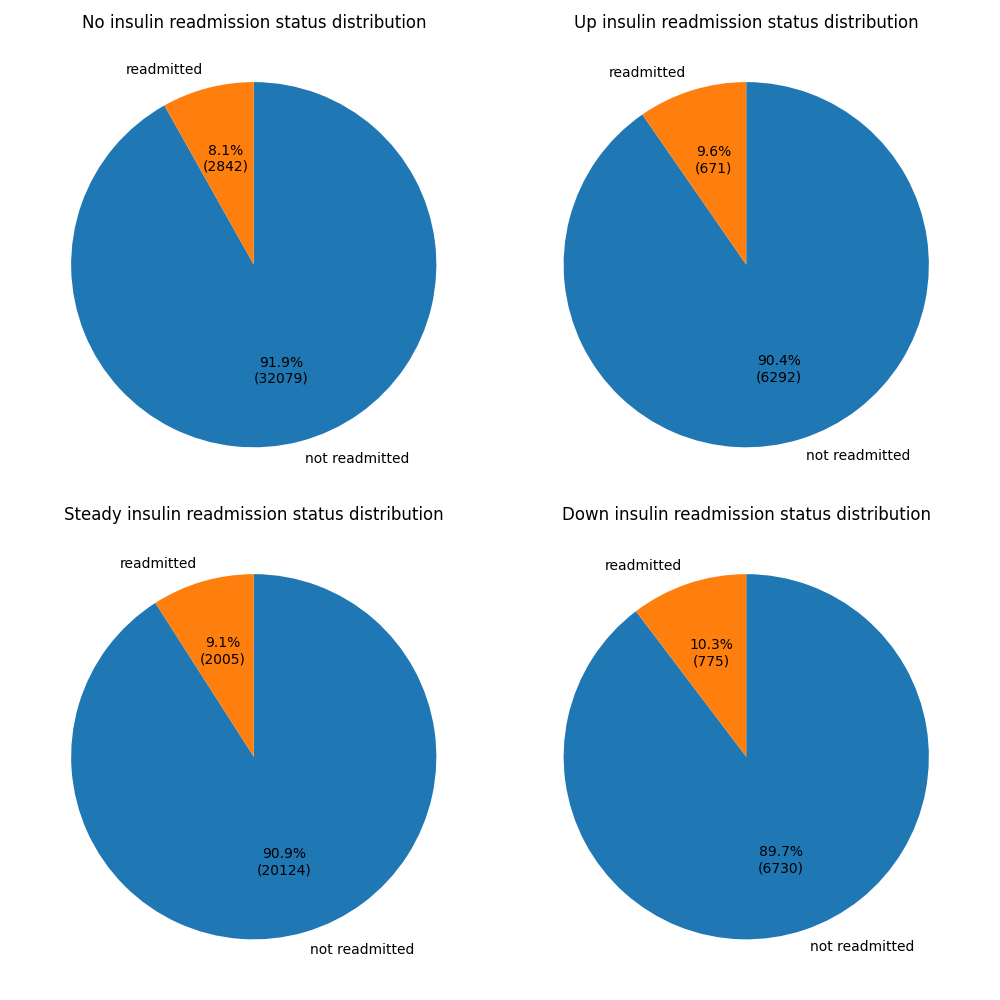 No insulin readmission status distribution
readmitted
8.1%
(2842)
91.9%
(32079)
not readmitted
Up insulin readmission status distribution
readmitted
9.6%
(671)
90.4%
(6292)
not readmitted
Steady insulin readmission status distribution
readmitted
9.1%
(2005)
90.9%
(20124)
not readmitted
Down insulin readmission status distribution
readmitted
10.3%
(775)
89.7%
(6730)
not readmitted